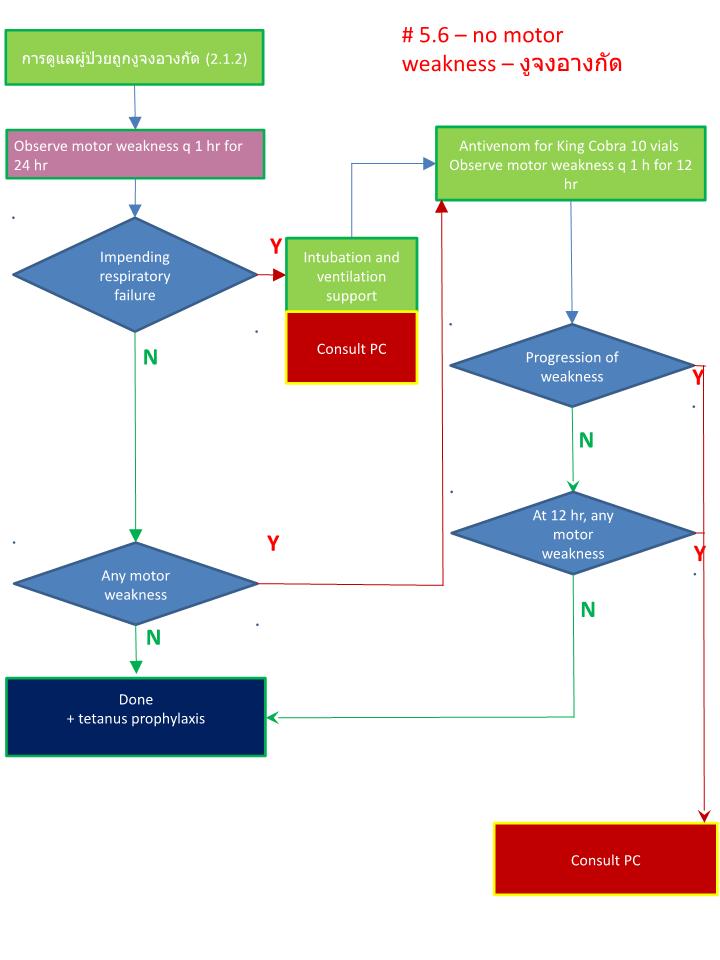 # 5.6 – no motor
weakness – งูจงอางกัด
การดูแลผู้ป่วยถูกงูจงอางกัด (2.1.2)
Observe motor weakness q 1 hr for
24 hr
Impending
respiratory
failure
Y
Intubation and
ventilation
support
Consult PC
N
Any motor
weakness
Y
N
Done
+ tetanus prophylaxis
Antivenom for King Cobra 10 vials
Observe motor weakness q 1 h for 12
hr
Progression of
weakness
Y
N
At 12 hr, any
motor
weakness
Y
N
Consult PC